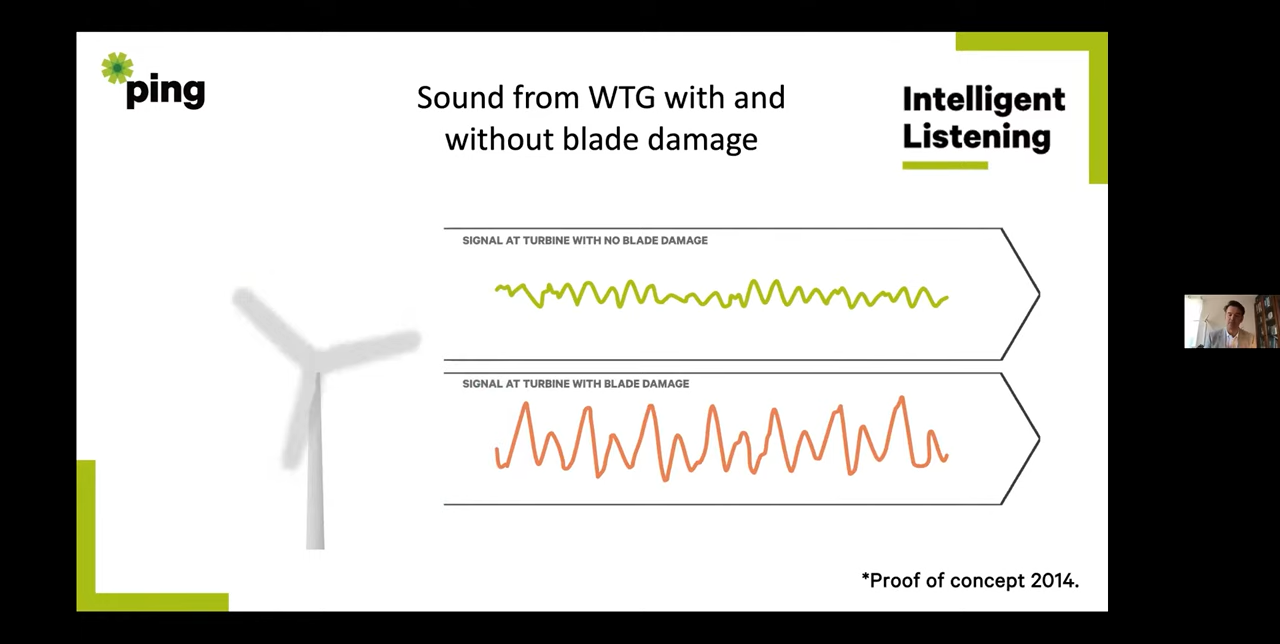 ping
Sound from WTG with and
without blade damage
Intelligent
Listening
SIGNAL AT TURBINE WITH NO BLADE DAMAGE
SIGNAL AT TURBINE WITH BLADE DAMAGE
*Proof of concept 2014.